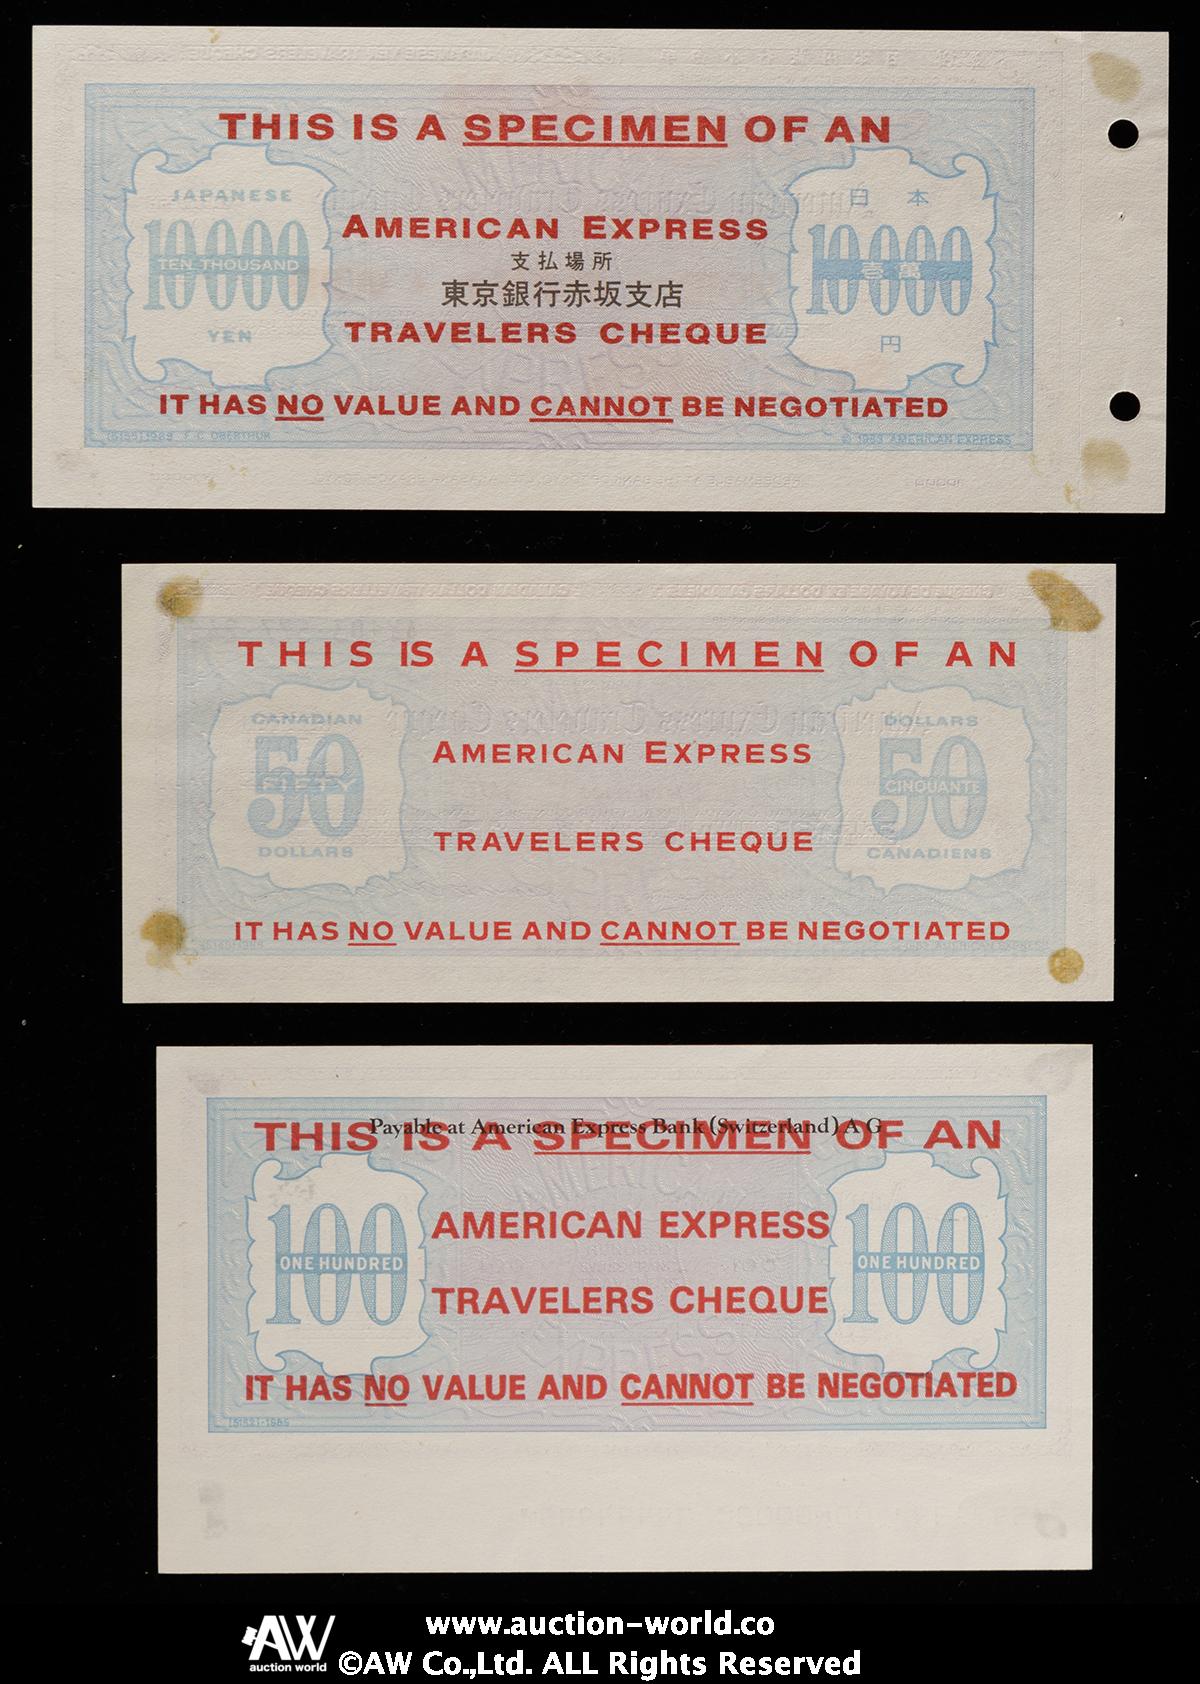 THIS IS A SPECIMEN OF AN
JAPANESE
10000
TEN THOUSAND
YEN
AMERICAN EXPRESS
支払場所
東京銀行赤坂支店
TRAVELERS CHEQUE
日本
10000
壱萬
円
IT HAS NO VALUE AND CANNOT BE NEGOTIATED
© 1983 AMERICAN EXPRESS
THIS IS A SPECIMEN OF AN
CANADIAN
50
FIFTY
DOLLARS
AMERICAN EXPRESS
TRAVELERS CHEQUE
DOLLARS
50
CINQUANTE
CANADIENS
IT HAS NO VALUE AND CANNOT BE NEGOTIATED
Payable at American Express Bank (Switzerland) A G
THIS IS A SPECIMEN OF AN
100
ONE HUNDRED
AMERICAN EXPRESS
TRAVELERS CHEQUE
100
ONE HUNDRED
IT HAS NO VALUE AND CANNOT BE NEGOTIATED
AW
auction world
www.auction-world.co
©AW Co.,Ltd. ALL Rights Reserved